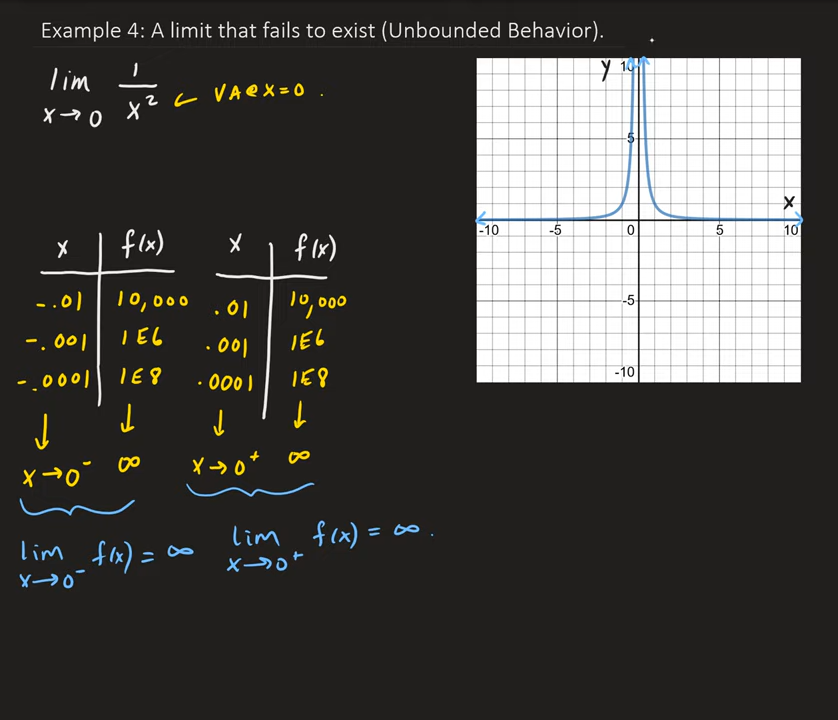 Example 4: A limit that fails to exist (Unbounded Behavior).
lim x→0 1/x² ← VA@x=0.
x | f(x)
-.01 | 10,000
-.001 | 1E6
-.0001 | 1E8
↓ ↓
x→0⁻ ∞
lim x→0⁻ f(x) = ∞
x | f(x)
.01 | 10,000
.001 | 1E6
.0001 | 1E8
↓ ↓
x→0⁺ ∞
lim x→0⁺ f(x) = ∞.
y
10
5
x
-10 -5 0 5 10
-5
-10